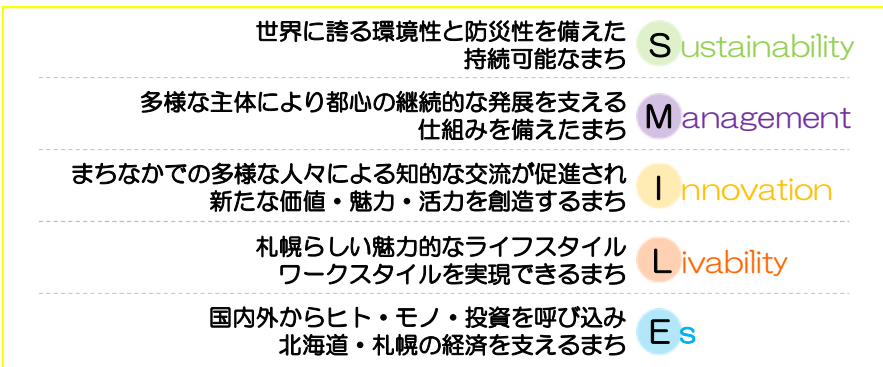 世界に誇る環境性と防災性を備えた
持続可能なまち
Sustainability
多様な主体により都心の継続的な発展を支える
仕組みを備えたまち
Management
まちなかでの多様な人々による知的な交流が促進され
新たな価値・魅力・活力を創造するまち
Innovation
札幌らしい魅力的なライフスタイル
ワークスタイルを実現できるまち
Livability
国内外からヒト・モノ・投資を呼び込み
北海道・札幌の経済を支えるまち
Es